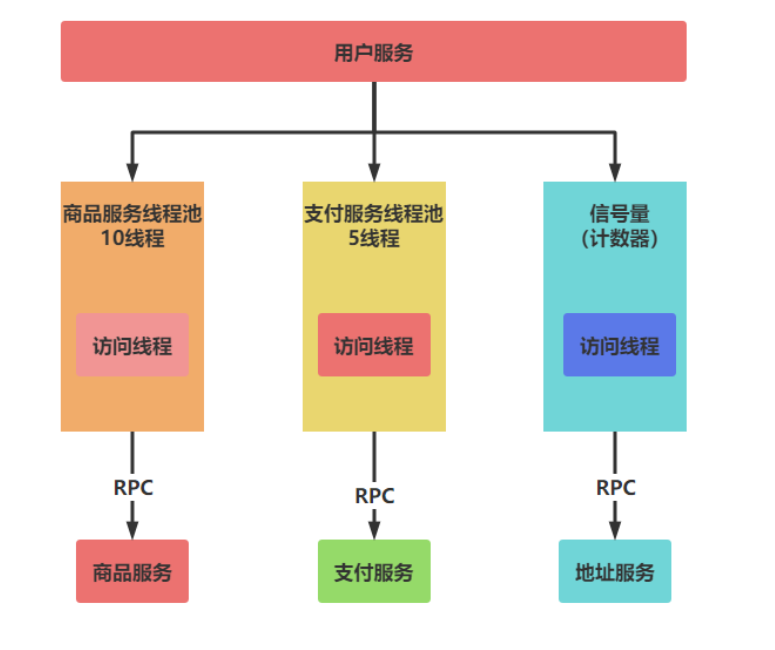 用户服务
商品服务线程池
10线程
支付服务线程池
5线程
信号量
（计数器）
访问线程
访问线程
访问线程
RPC
RPC
RPC
商品服务
支付服务
地址服务